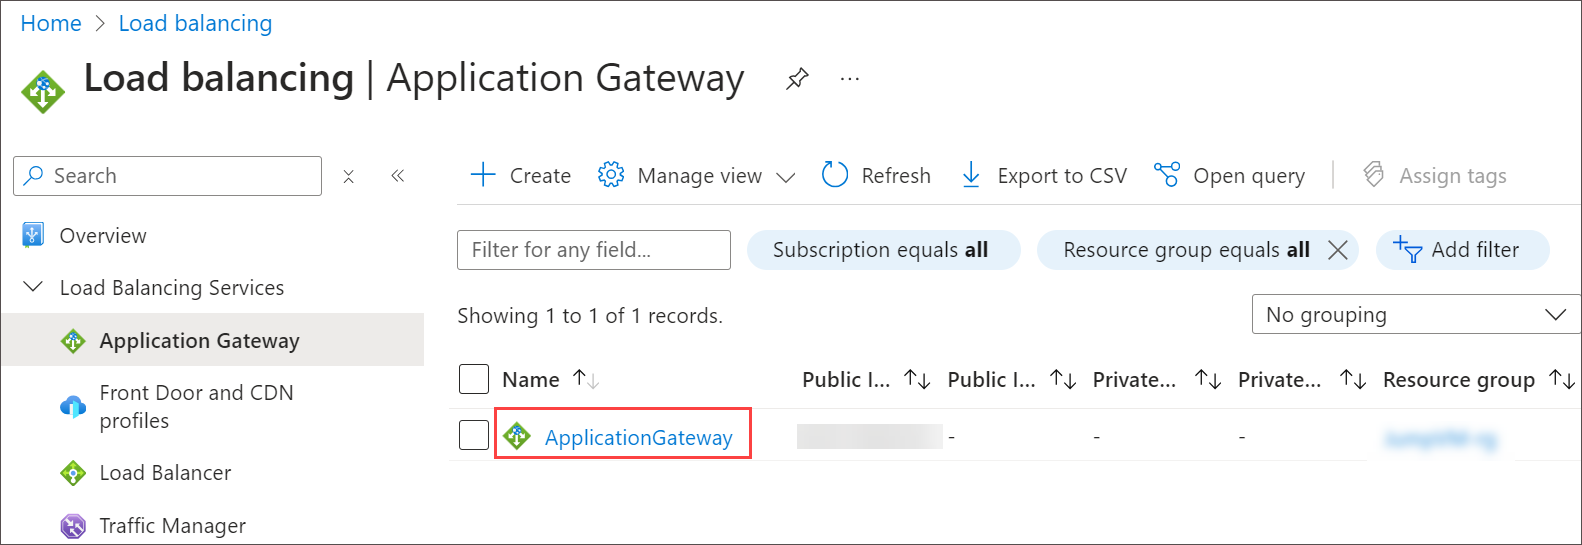 Home > Load balancing
Load balancing | Application Gateway ...
Search
Create Manage view Refresh Export to CSV Open query Assign tags
Overview
Filter for any field... Subscription equals all Resource group equals all Add filter
Load Balancing Services
Showing 1 to 1 of 1 records. No grouping
Application Gateway
Name Public I... Public I... Private... Private... Resource group
Front Door and CDN
profiles
ApplicationGateway - - -
Load Balancer
Traffic Manager